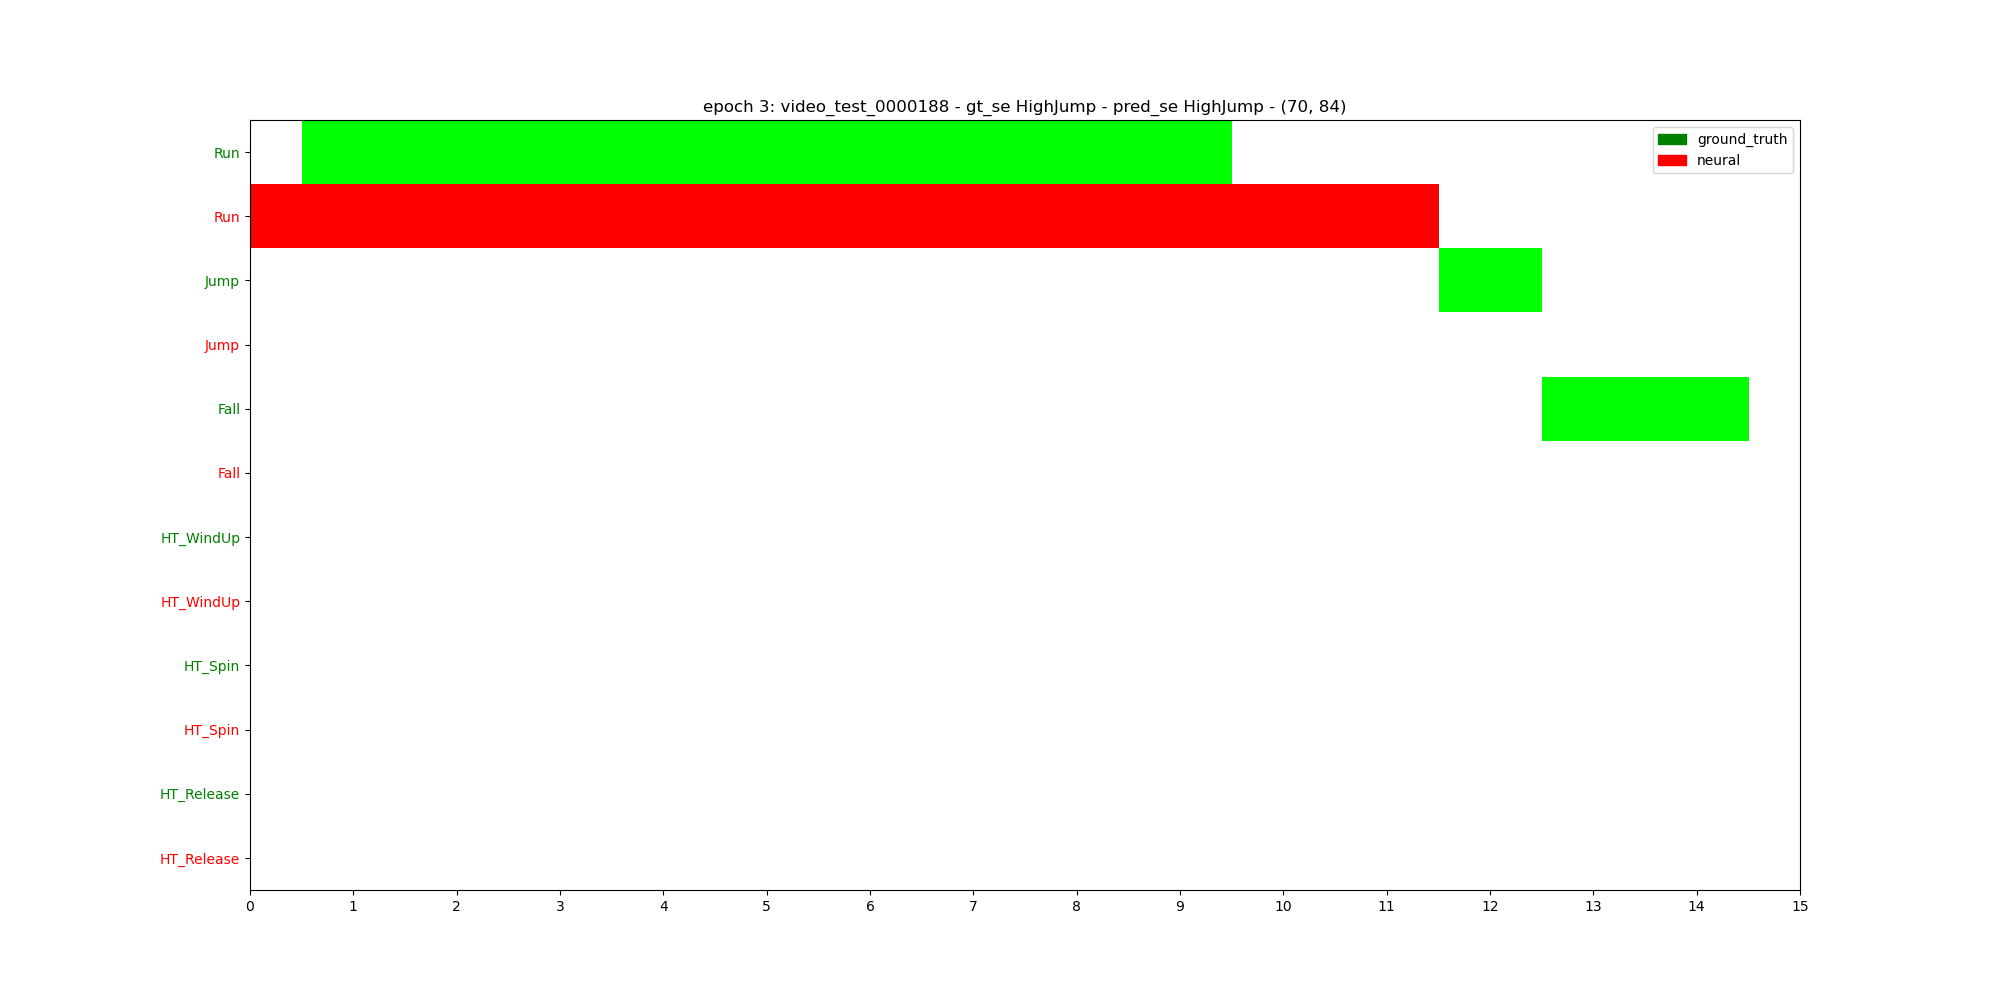 epoch 3: video_test_0000188 - gt_se HighJump - pred_se HighJump - (70, 84)
ground_truth
neural
Run
Run
Jump
Jump
Fall
Fall
HT_WindUp
HT_WindUp
HT_Spin
HT_Spin
HT_Release
HT_Release
0 1 2 3 4 5 6 7 8 9 10 11 12 13 14 15